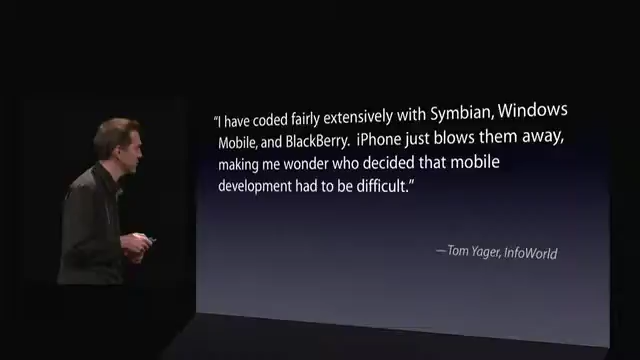 “I have coded fairly extensively with Symbian, Windows
Mobile, and BlackBerry. iPhone just blows them away,
making me wonder who decided that mobile
development had to be difficult.”
—Tom Yager, InfoWorld